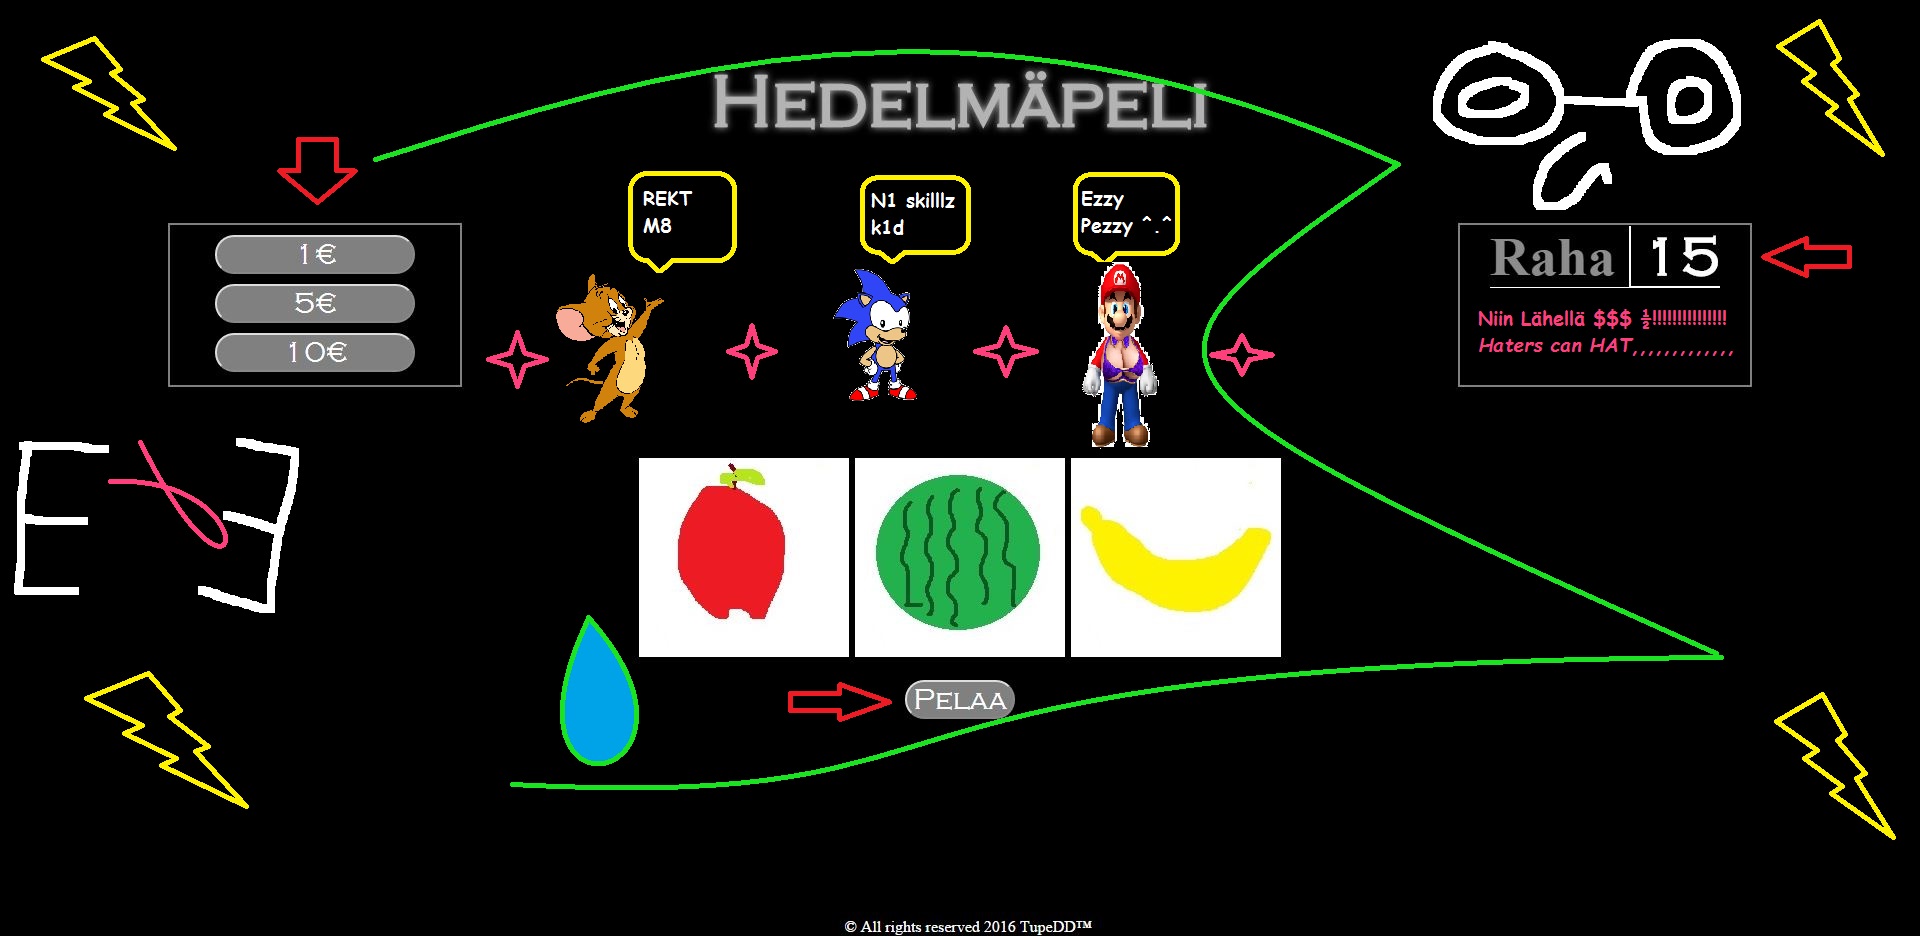 Hedelmäpeli
REKT
M8
N1 skilllz
k1d
Ezzy
Pezzy ^.^
1€
5€
10€
Raha 15
Niin Lähellä $$$ ½!!!!!!!!!!!!!!!
Haters can HAT,,,,,,,,,,,,,
E
M
Pelaa
© All rights reserved 2016 TupeDD™